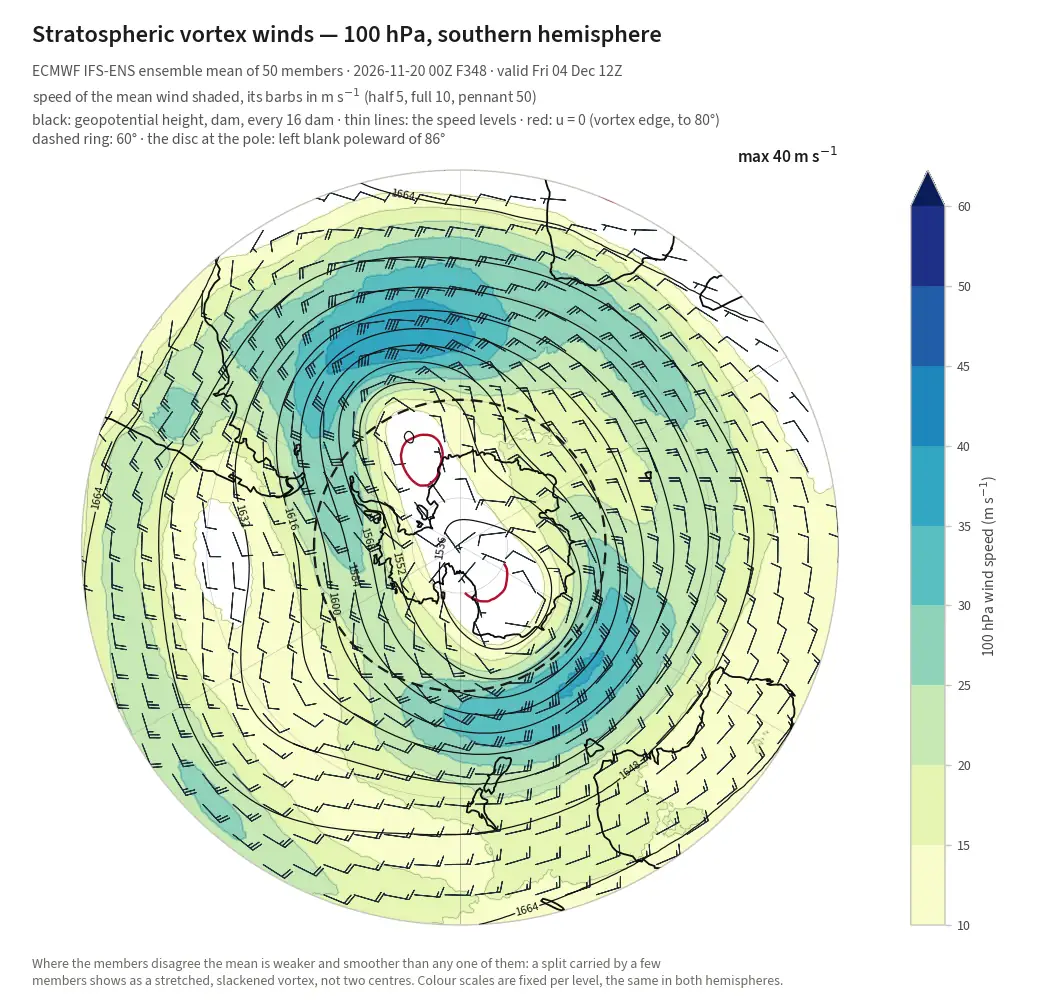 Stratospheric vortex winds — 100 hPa, southern hemisphere
ECMWF IFS-ENS ensemble mean of 50 members · 2026-11-20 00Z F348 · valid Fri 04 Dec 12Z
speed of the mean wind shaded, its barbs in m s⁻¹ (half 5, full 10, pennant 50)
black: geopotential height, dam, every 16 dam · thin lines: the speed levels · red: u = 0 (vortex edge, to 80°)
dashed ring: 60° · the disc at the pole: left blank poleward of 86°
max 40 m s⁻¹
1664
60
50
45
40
35
30
25
20
15
10
100 hPa wind speed (m s⁻¹)
1664
1616
1536
1552
1584
1600
1648
1664
Where the members disagree the mean is weaker and smoother than any one of them: a split carried by a few
members shows as a stretched, slackened vortex, not two centres. Colour scales are fixed per level, the same in both hemispheres.